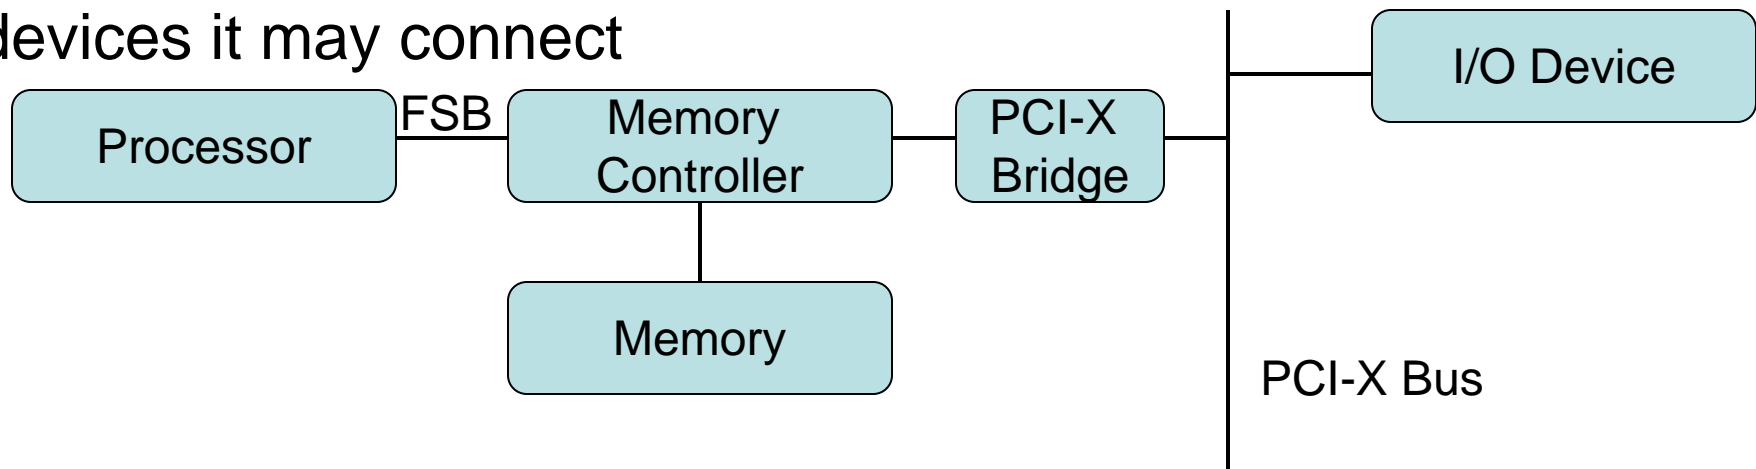 devices it may connect
I/O Device
FSB
Processor
Memory
Controller
PCI-X
Bridge
Memory
PCI-X Bus